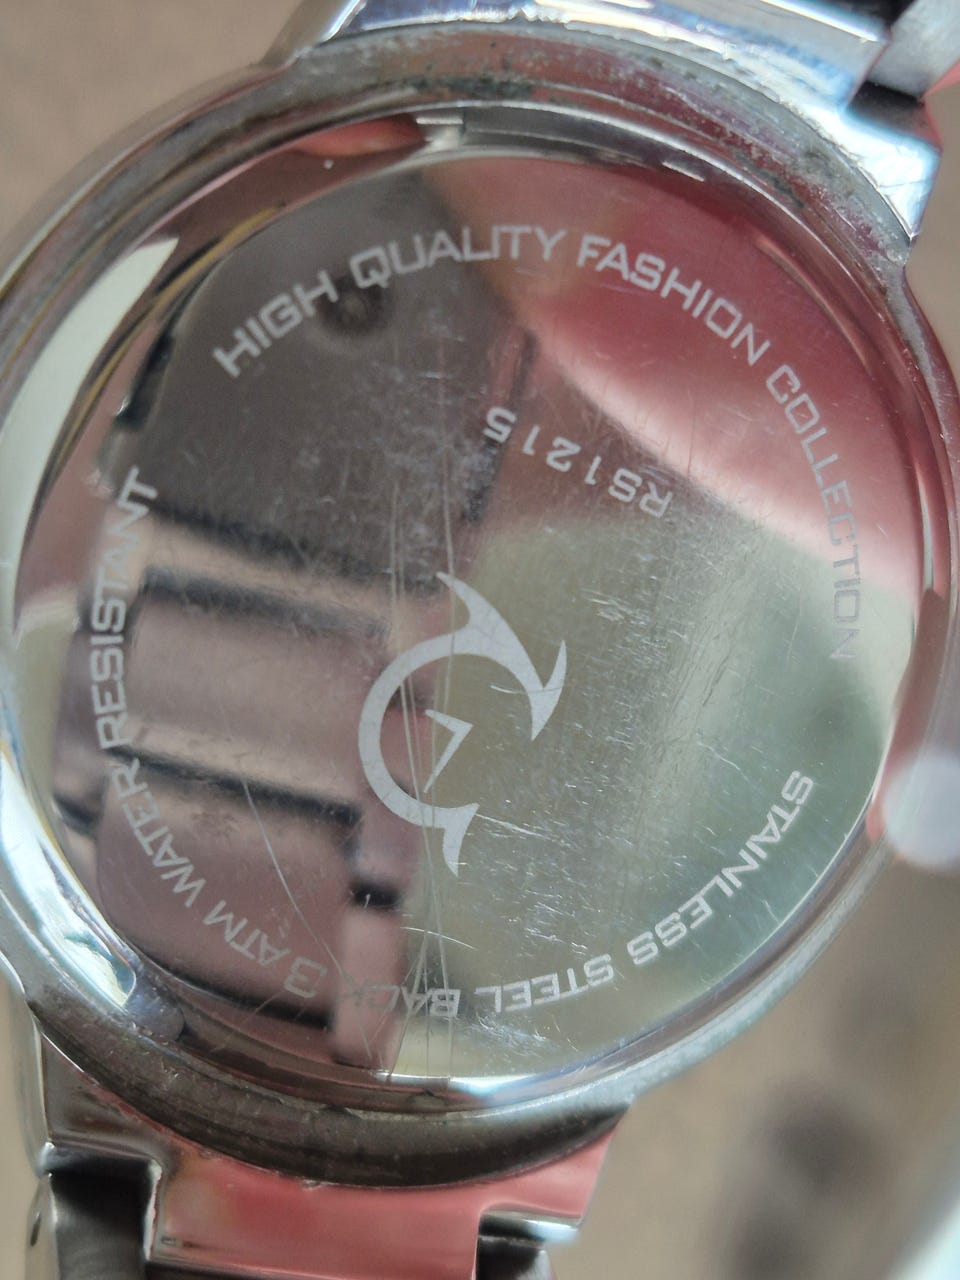 HIGH QUALITY FASHION COLLECTION
STAINLESS STEEL BACK 3 ATM WATER RESISTANT
RS1215